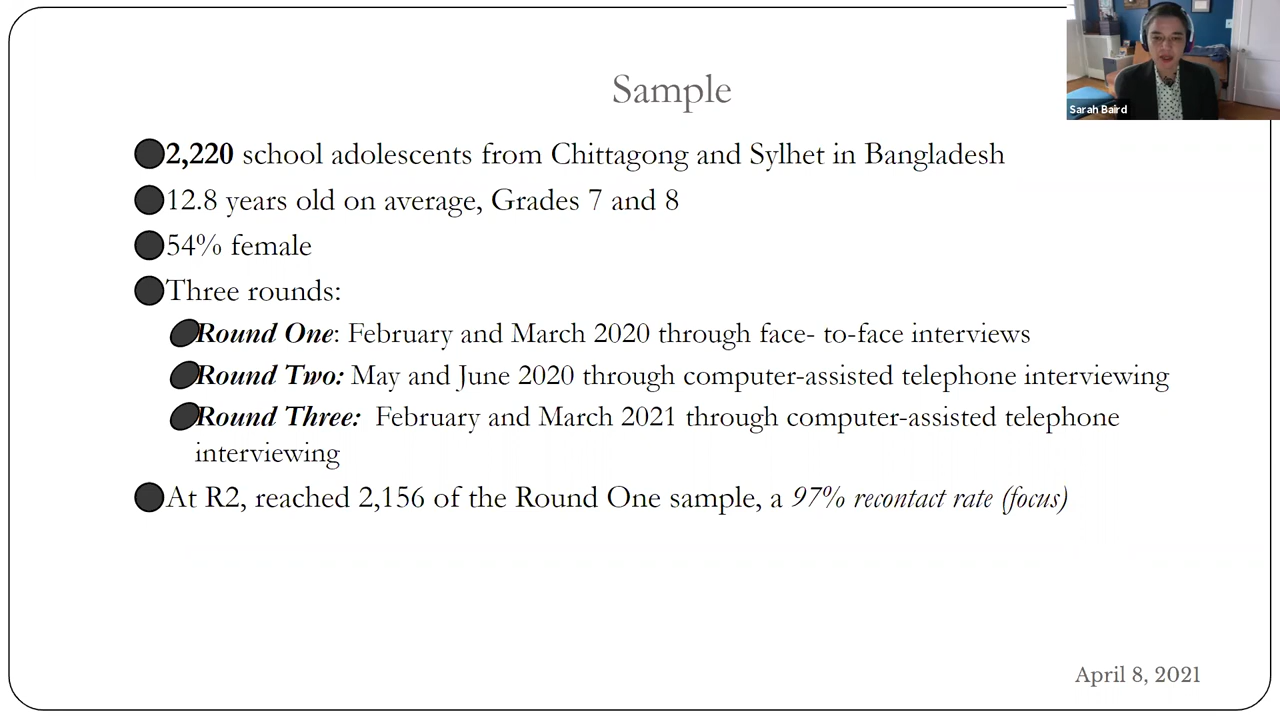 Sarah Baird
Sample
2,220 school adolescents from Chittagong and Sylhet in Bangladesh
12.8 years old on average, Grades 7 and 8
54% female
Three rounds:
Round One: February and March 2020 through face- to-face interviews
Round Two: May and June 2020 through computer-assisted telephone interviewing
Round Three: February and March 2021 through computer-assisted telephone
interviewing
At R2, reached 2,156 of the Round One sample, a 97% recontact rate (focus)
April 8, 2021